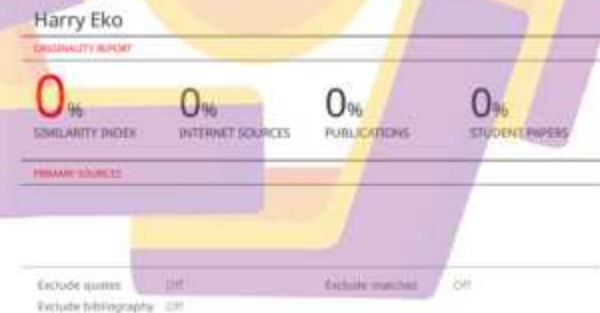 Harry Eko
ORIGINALITY REPORT
0% 0% 0% 0%
SIMILARITY INDEX INTERNET SOURCES PUBLICATIONS STUDENT PAPERS
PRIMARY SOURCES
Exclude quotes Off Exclude matches Off
Exclude bibliography Off